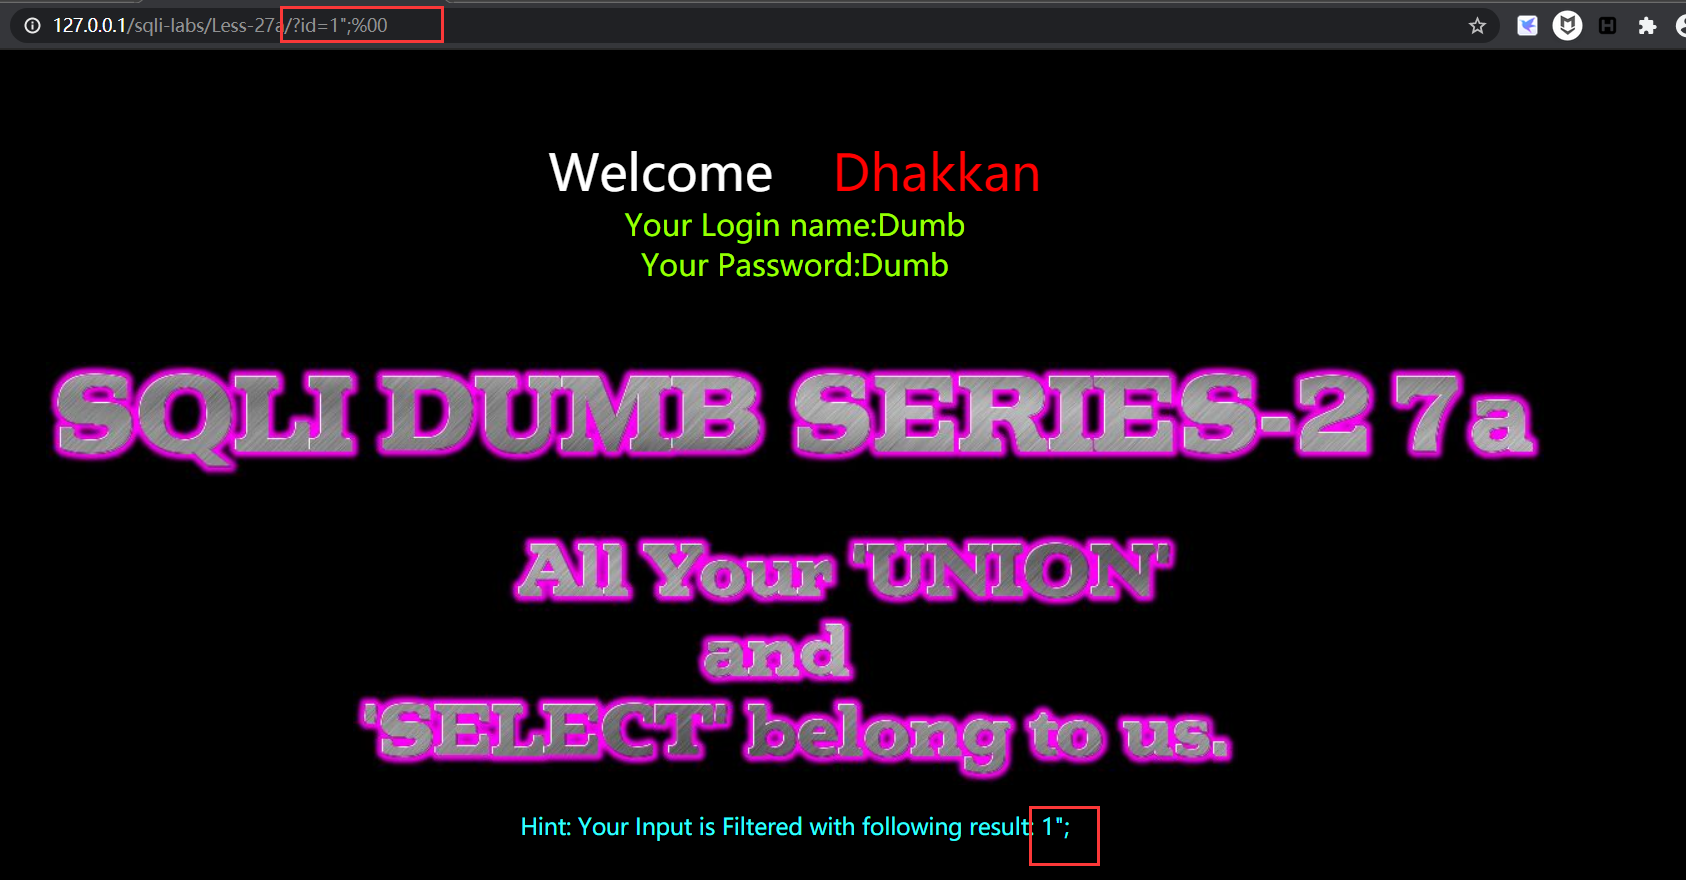 127.0.0.1/sqli-labs/Less-27a/?id=1";%00
Welcome Dhakkan
Your Login name:Dumb
Your Password:Dumb
SQLI DUMB SERIES-2 7a
All Your 'UNION'
and
'SELECT' belong to us.
Hint: Your Input is Filtered with following result: 1";